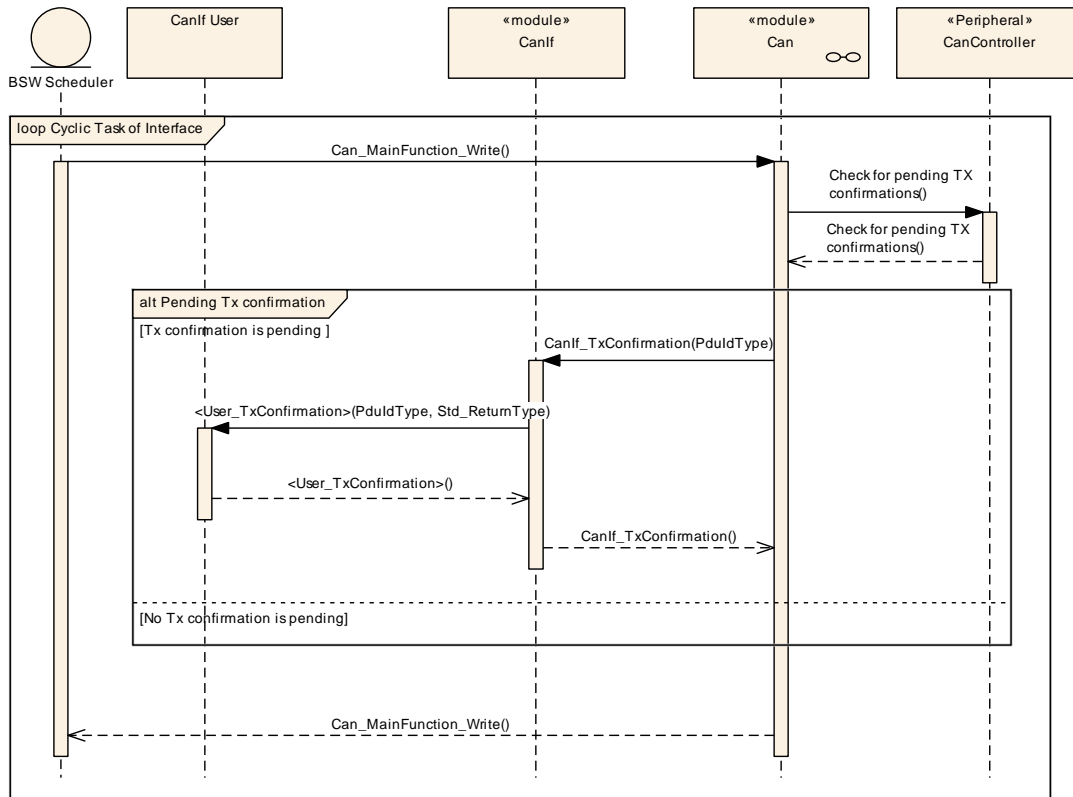 BSW Scheduler
CanIf User
«module»
CanIf
«module»
Can
«Peripheral»
CanController
loop Cyclic Task of Interface
Can_MainFunction_Write()
Check for pending TX
confirmations()
Check for pending TX
confirmations()
alt Pending Tx confirmation
[Tx confirmation is pending ]
CanIf_TxConfirmation(PduIdType)
<User_TxConfirmation>(PduIdType, Std_ReturnType)
<User_TxConfirmation>()
CanIf_TxConfirmation()
[No Tx confirmation is pending]
Can_MainFunction_Write()